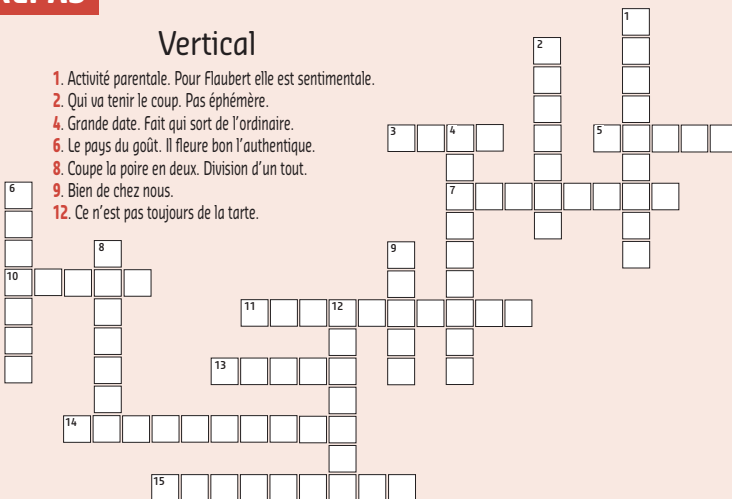 Vertical
1. Activité parentale. Pour Flaubert elle est sentimentale.
2. Qui va tenir le coup. Pas éphémère.
4. Grande date. Fait qui sort de l'ordinaire.
6. Le pays du goût. Il fleure bon l'authentique.
8. Coupe la poire en deux. Division d'un tout.
9. Bien de chez nous.
12. Ce n'est pas toujours de la tarte.
1
2
3 4 5
6 7
8 9
10
11 12
13
14
15